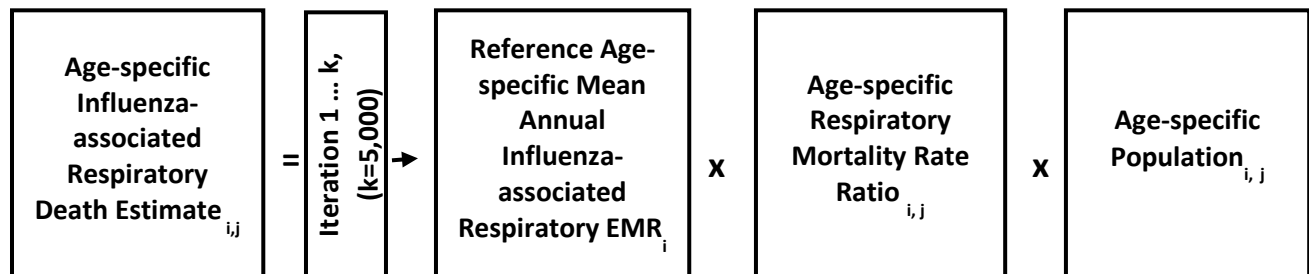 Age-specific
Influenza-
associated
Respiratory
Death Estimate i,j
=
Iteration 1 ... k,
(k=5,000)
Reference Age-
specific Mean
Annual
Influenza-
associated
Respiratory EMR i
x
Age-specific
Respiratory
Mortality Rate
Ratio i, j
x
Age-specific
Population i, j